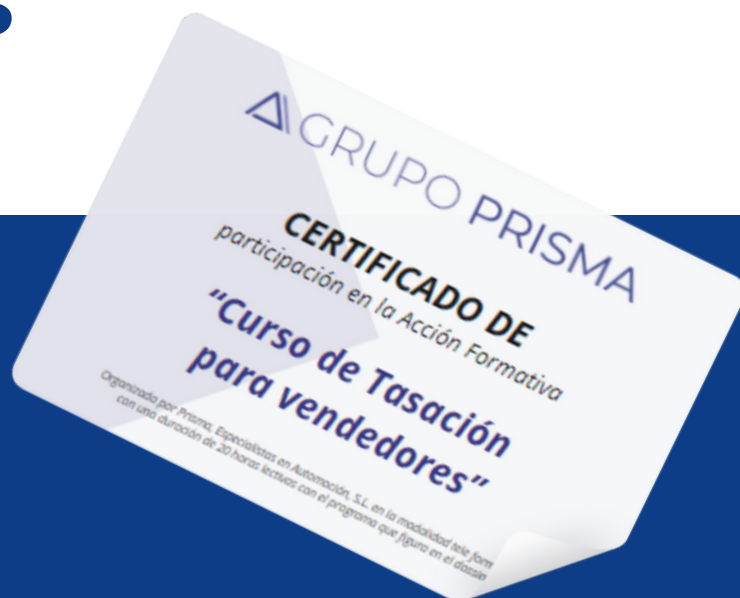 GRUPO PRISMA
CERTIFICADO DE
participación en la Acción Formativa
“Curso de Tasación
para vendedores”
Organizada por Prisma, Especialistas en Automoción, S.L. en la modalidad tele form
con una duración de 20 horas lectivas con el programa que figura en el dossier